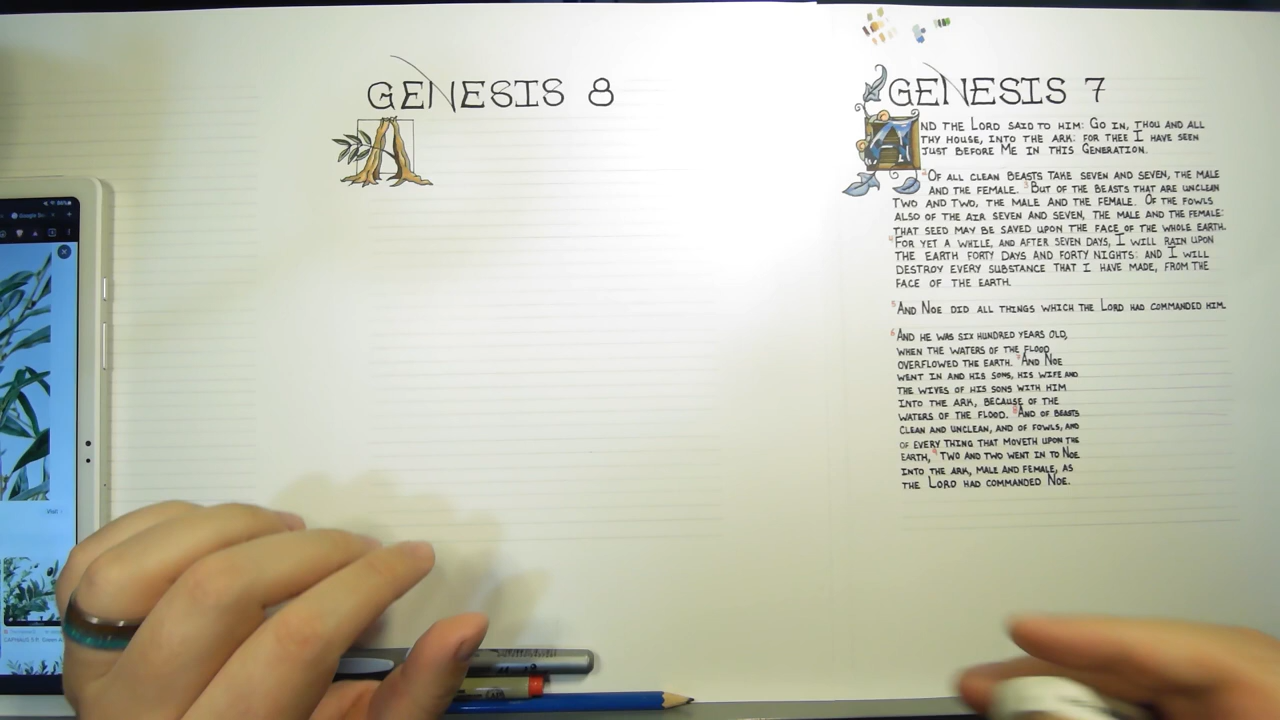 GENESIS 8
A
GENESIS 7
AND THE LORD SAID TO HIM: GO IN, THOU AND ALL
THY HOUSE, INTO THE ARK: FOR THEE I HAVE SEEN
JUST BEFORE ME IN THIS GENERATION.
2 OF ALL CLEAN BEASTS TAKE SEVEN AND SEVEN, THE MALE
AND THE FEMALE. 3 BUT OF THE BEASTS THAT ARE UNCLEAN
TWO AND TWO, THE MALE AND THE FEMALE. OF THE FOWLS
ALSO OF THE AIR SEVEN AND SEVEN, THE MALE AND THE FEMALE:
THAT SEED MAY BE SAVED UPON THE FACE OF THE WHOLE EARTH.
4 FOR YET A WHILE, AND AFTER SEVEN DAYS, I WILL RAIN UPON
THE EARTH FORTY DAYS AND FORTY NIGHTS: AND I WILL
DESTROY EVERY SUBSTANCE THAT I HAVE MADE, FROM THE
FACE OF THE EARTH.
5 AND NOE DID ALL THINGS WHICH THE LORD HAD COMMANDED HIM.
6 AND HE WAS SIX HUNDRED YEARS OLD,
WHEN THE WATERS OF THE FLOOD
OVERFLOWED THE EARTH. 7 AND NOE
WENT IN AND HIS SONS, HIS WIFE AND
THE WIVES OF HIS SONS WITH HIM
INTO THE ARK, BECAUSE OF THE
WATERS OF THE FLOOD. 8 AND OF BEASTS
CLEAN AND UNCLEAN, AND OF FOWLS, AND
OF EVERY THING THAT MOVETH UPON THE
EARTH, 9 TWO AND TWO WENT IN TO NOE
INTO THE ARK, MALE AND FEMALE, AS
THE LORD HAD COMMANDED NOE.
Visit